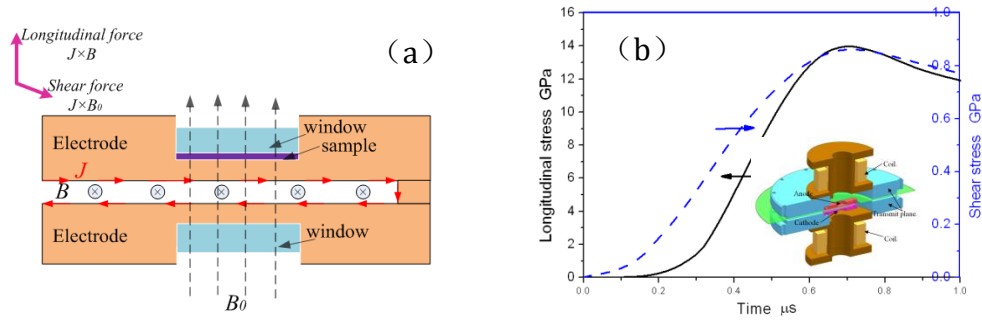 (a)
Longitudinal force
J×B
Shear force
J×B₀
Electrode
window
sample
J
B
Electrode
window
B₀
(b)
Longitudinal stress GPa
16
14
12
10
8
6
4
2
0
0.0
0.2
0.4
0.6
0.8
1.0
Time μs
1.0
0.8
0.6
0.4
0.2
0.0
Shear stress GPa
Coil
Anode
Transmit plane
Cathode
Coil